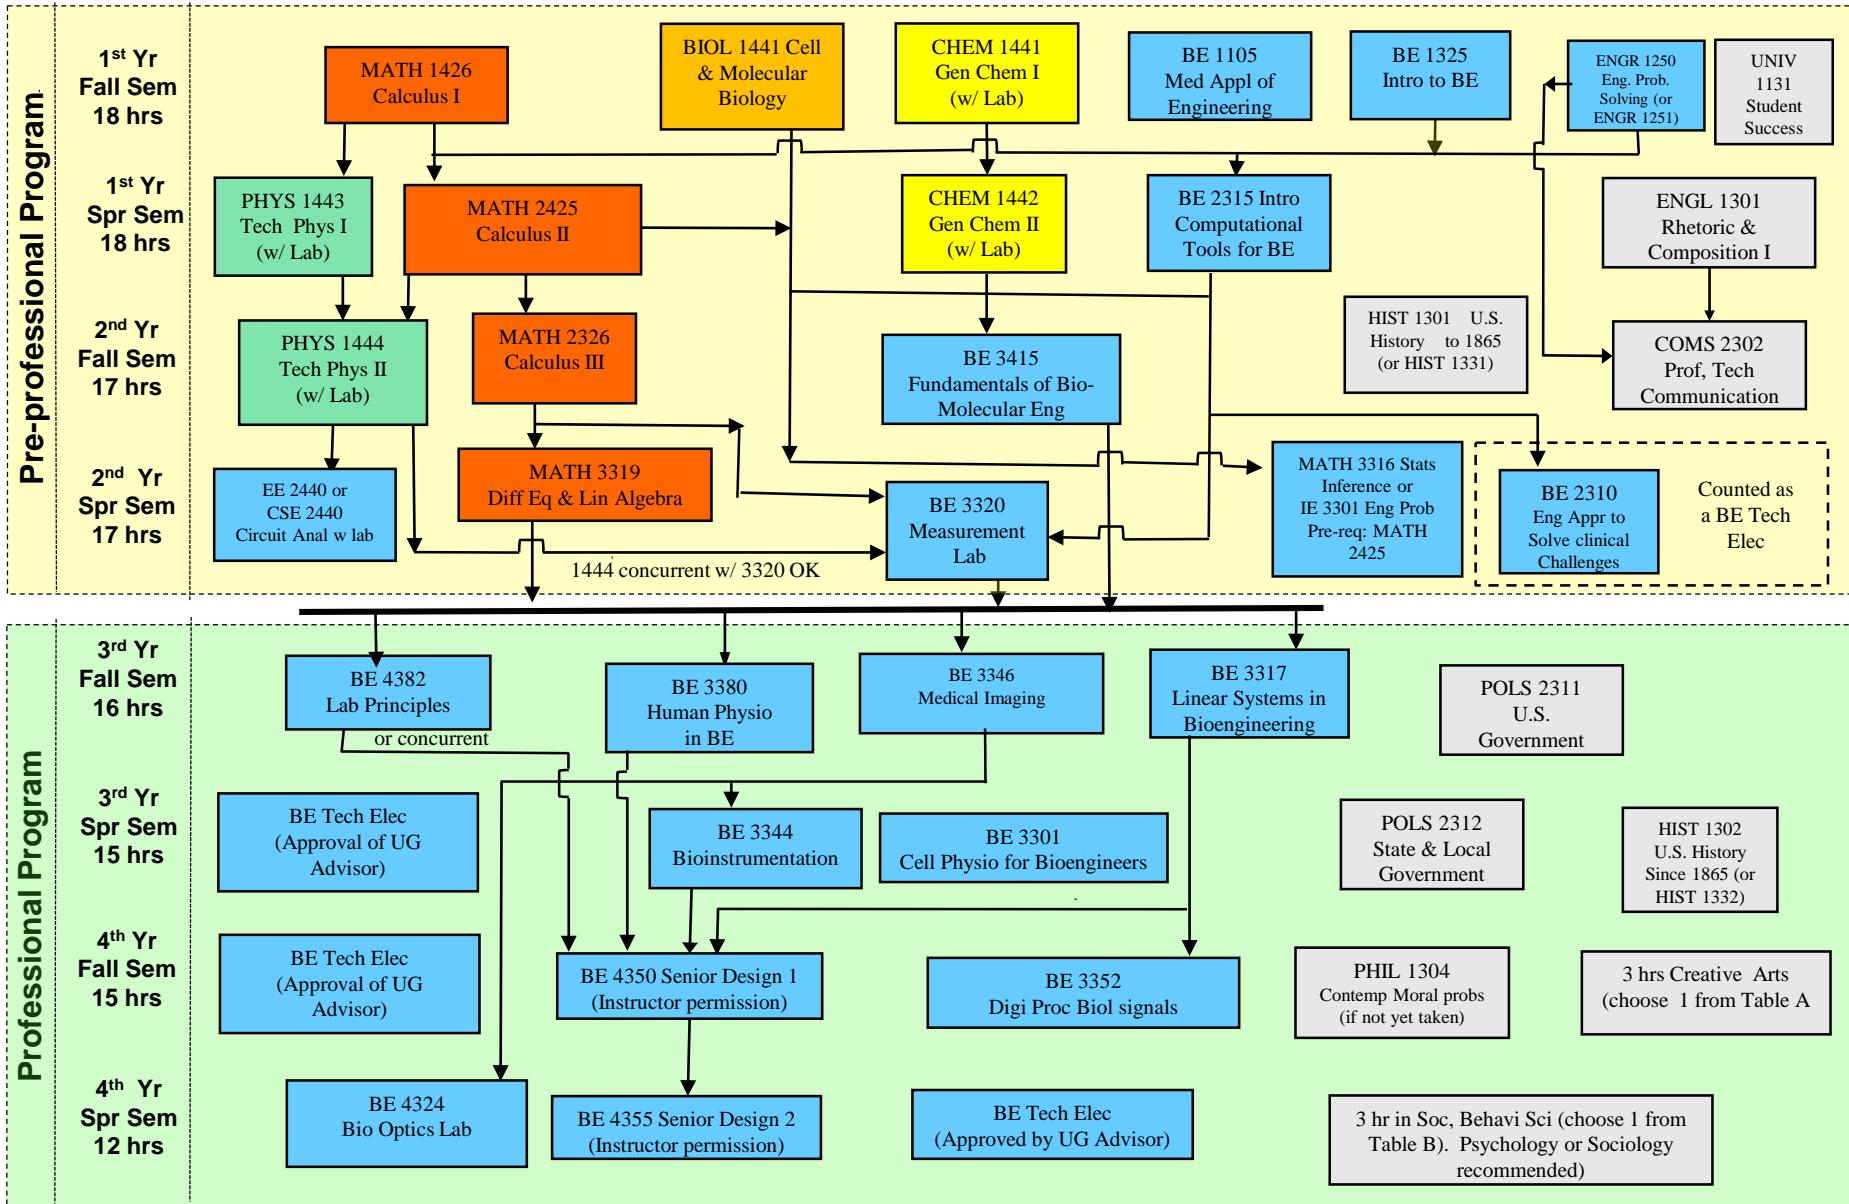 Pre-professional Program
1st Yr
Fall Sem
18 hrs
MATH 1426
Calculus I
BIOL 1441 Cell
& Molecular
Biology
CHEM 1441
Gen Chem I
(w/ Lab)
BE 1105
Med Appl of
Engineering
BE 1325
Intro to BE
ENGR 1250
Eng. Prob.
Solving (or
ENGR 1251)
UNIV
1131
Student
Success
1st Yr
Spr Sem
18 hrs
PHYS 1443
Tech Phys I
(w/ Lab)
MATH 2425
Calculus II
CHEM 1442
Gen Chem II
(w/ Lab)
BE 2315 Intro
Computational
Tools for BE
ENGL 1301
Rhetoric &
Composition I
2nd Yr
Fall Sem
17 hrs
PHYS 1444
Tech Phys II
(w/ Lab)
MATH 2326
Calculus III
BE 3415
Fundamentals of Bio-
Molecular Eng
HIST 1301 U.S.
History to 1865
(or HIST 1331)
COMS 2302
Prof, Tech
Communication
2nd Yr
Spr Sem
17 hrs
EE 2440 or
CSE 2440
Circuit Anal w lab
MATH 3319
Diff Eq & Lin Algebra
BE 3320
Measurement
Lab
MATH 3316 Stats
Inference or
IE 3301 Eng Prob
Pre-req: MATH
2425
BE 2310
Eng Appr to
Solve clinical
Challenges
Counted as
a BE Tech
Elec
1444 concurrent w/ 3320 OK
Professional Program
3rd Yr
Fall Sem
16 hrs
BE 4382
Lab Principles
or concurrent
BE 3380
Human Physio
in BE
BE 3346
Medical Imaging
BE 3317
Linear Systems in
Bioengineering
POLS 2311
U.S.
Government
3rd Yr
Spr Sem
15 hrs
BE Tech Elec
(Approval of UG
Advisor)
BE 3344
Bioinstrumentation
BE 3301
Cell Physio for Bioengineers
POLS 2312
State & Local
Government
HIST 1302
U.S. History
Since 1865 (or
HIST 1332)
4th Yr
Fall Sem
15 hrs
BE Tech Elec
(Approval of UG
Advisor)
BE 4350 Senior Design 1
(Instructor permission)
BE 3352
Digi Proc Biol signals
PHIL 1304
Contemp Moral probs
(if not yet taken)
3 hrs Creative Arts
(choose 1 from Table A
4th Yr
Spr Sem
12 hrs
BE 4324
Bio Optics Lab
BE 4355 Senior Design 2
(Instructor permission)
BE Tech Elec
(Approved by UG Advisor)
3 hr in Soc, Behavi Sci (choose 1 from
Table B). Psychology or Sociology
recommended)